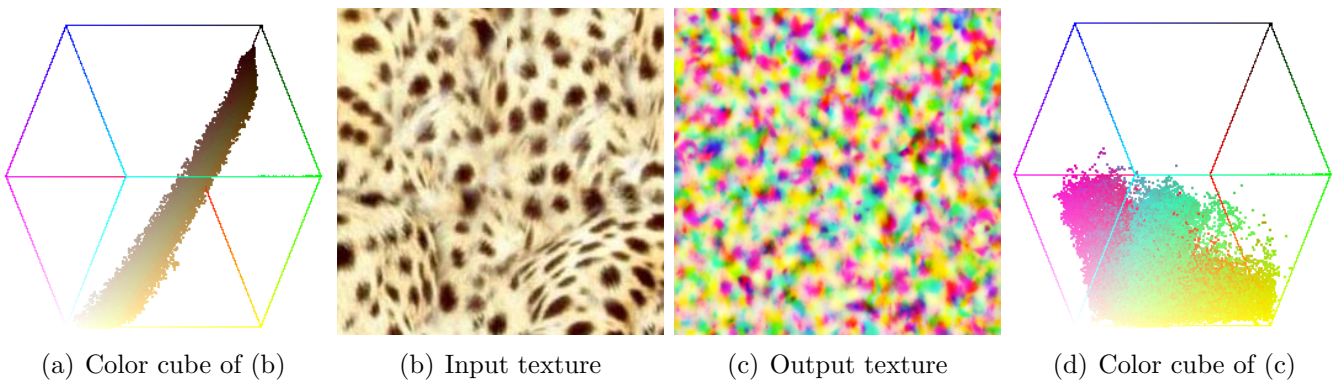 (a) Color cube of (b)
(b) Input texture
(c) Output texture
(d) Color cube of (c)